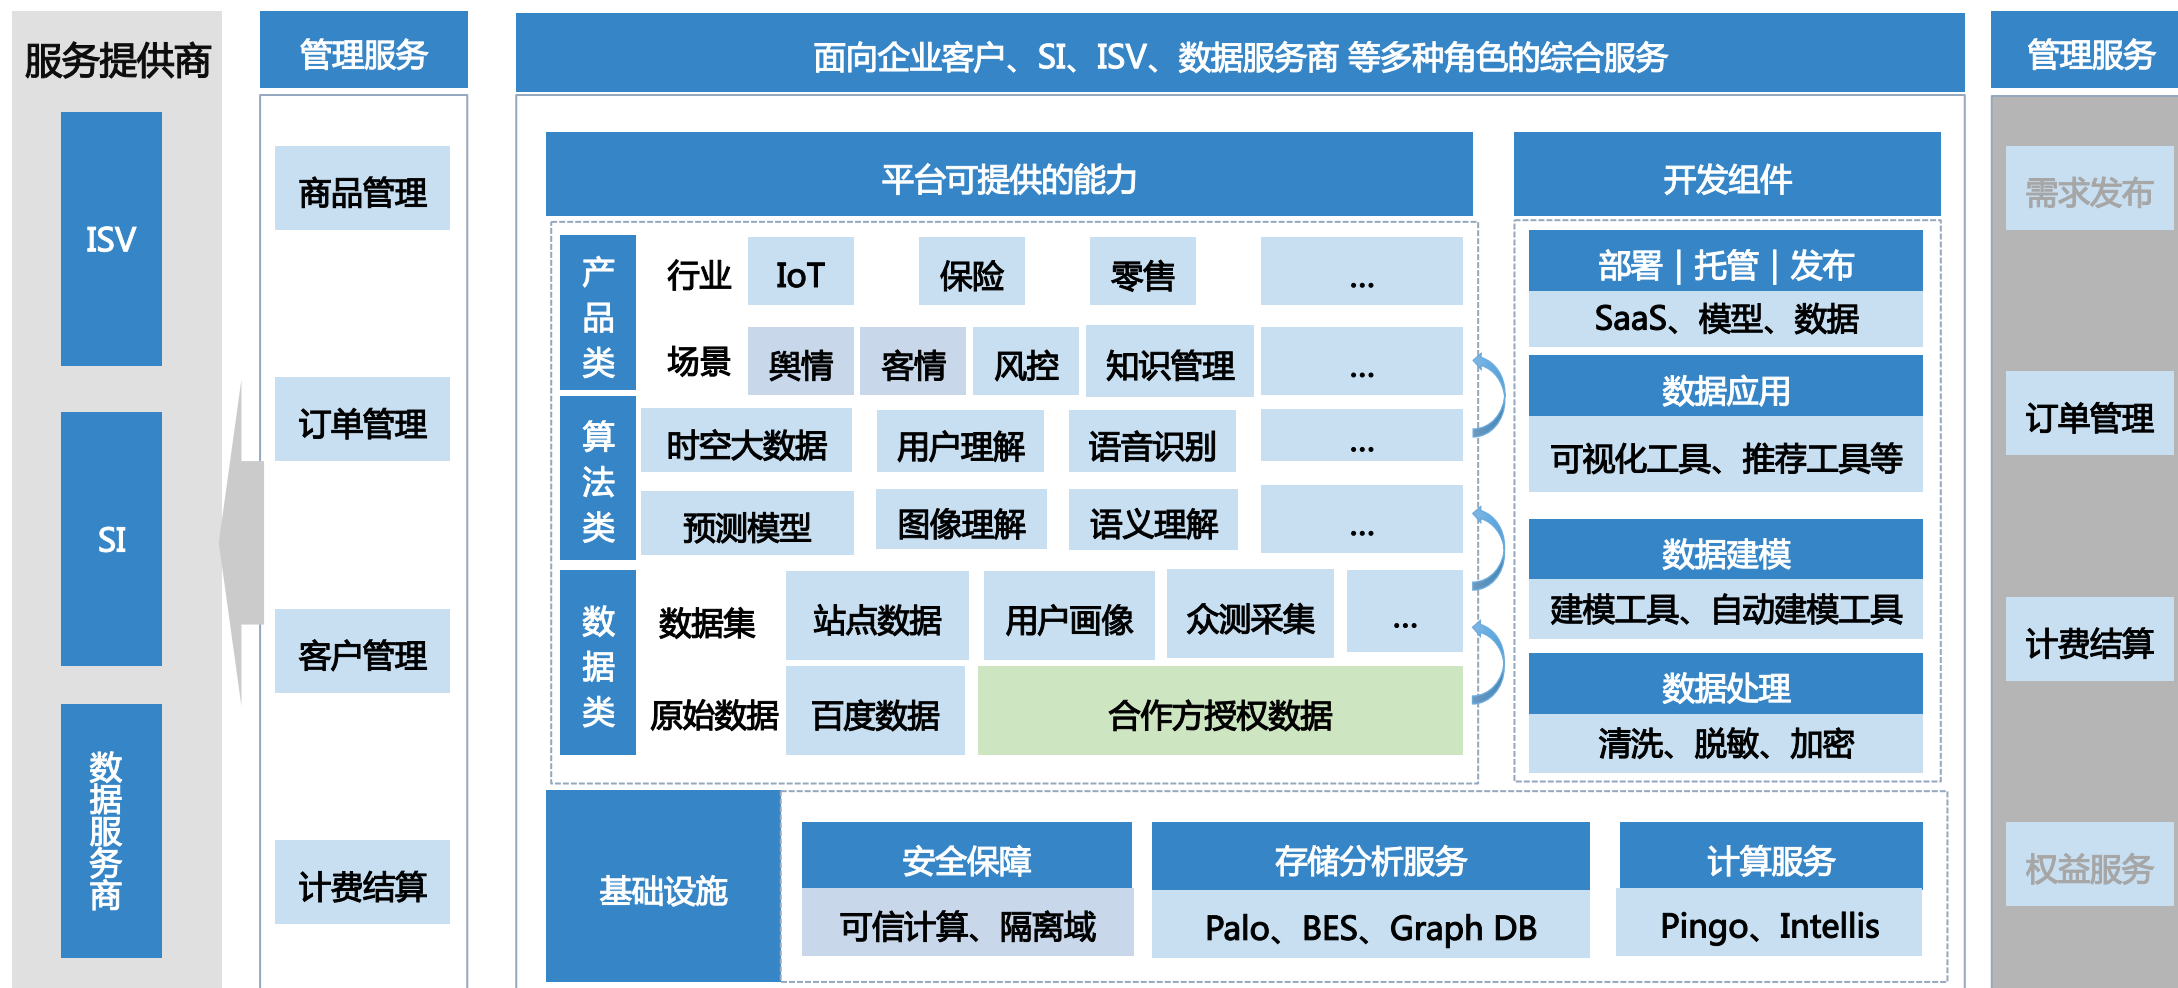 服务提供商
ISV
SI
数据服务商
管理服务
商品管理
订单管理
客户管理
计费结算
面向企业客户、SI、ISV、数据服务商 等多种角色的综合服务
平台可提供的能力
产品类
行业
IoT
保险
零售
...
场景
舆情
客情
风控
知识管理
...
算法类
时空大数据
用户理解
语音识别
...
预测模型
图像理解
语义理解
...
数据类
数据集
站点数据
用户画像
众测采集
...
原始数据
百度数据
合作方授权数据
开发组件
部署 | 托管 | 发布
SaaS、模型、数据
数据应用
可视化工具、推荐工具等
数据建模
建模工具、自动建模工具
数据处理
清洗、脱敏、加密
基础设施
安全保障
可信计算、隔离域
存储分析服务
Palo、BES、Graph DB
计算服务
Pingo、Intellis
管理服务
需求发布
订单管理
计费结算
权益服务